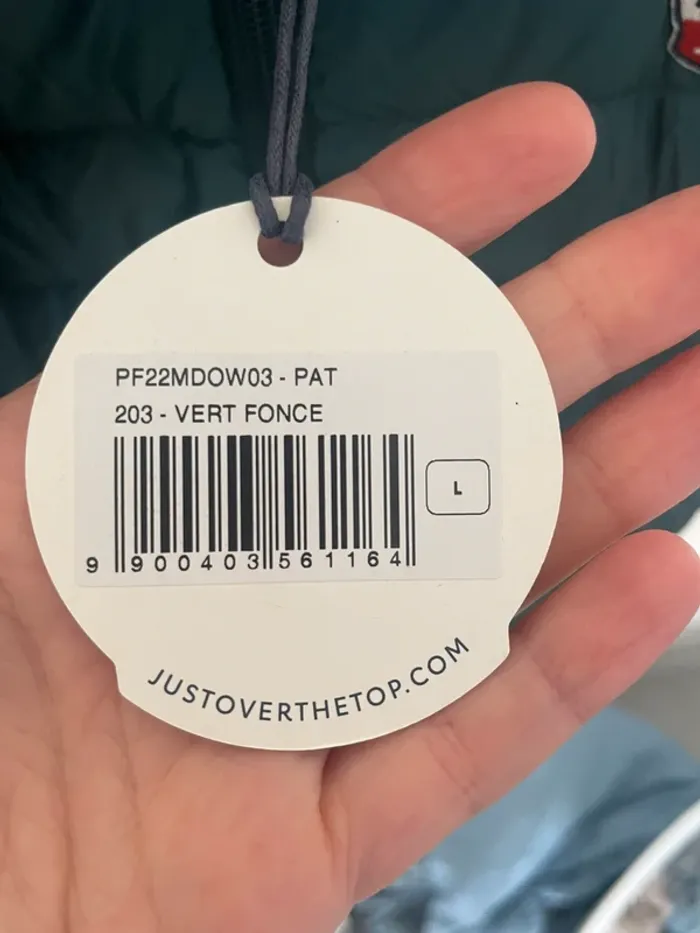 PF22MDOW03 - PAT
203 - VERT FONCE
L
9 900403 561164
JUSTOVERTHETOP.COM